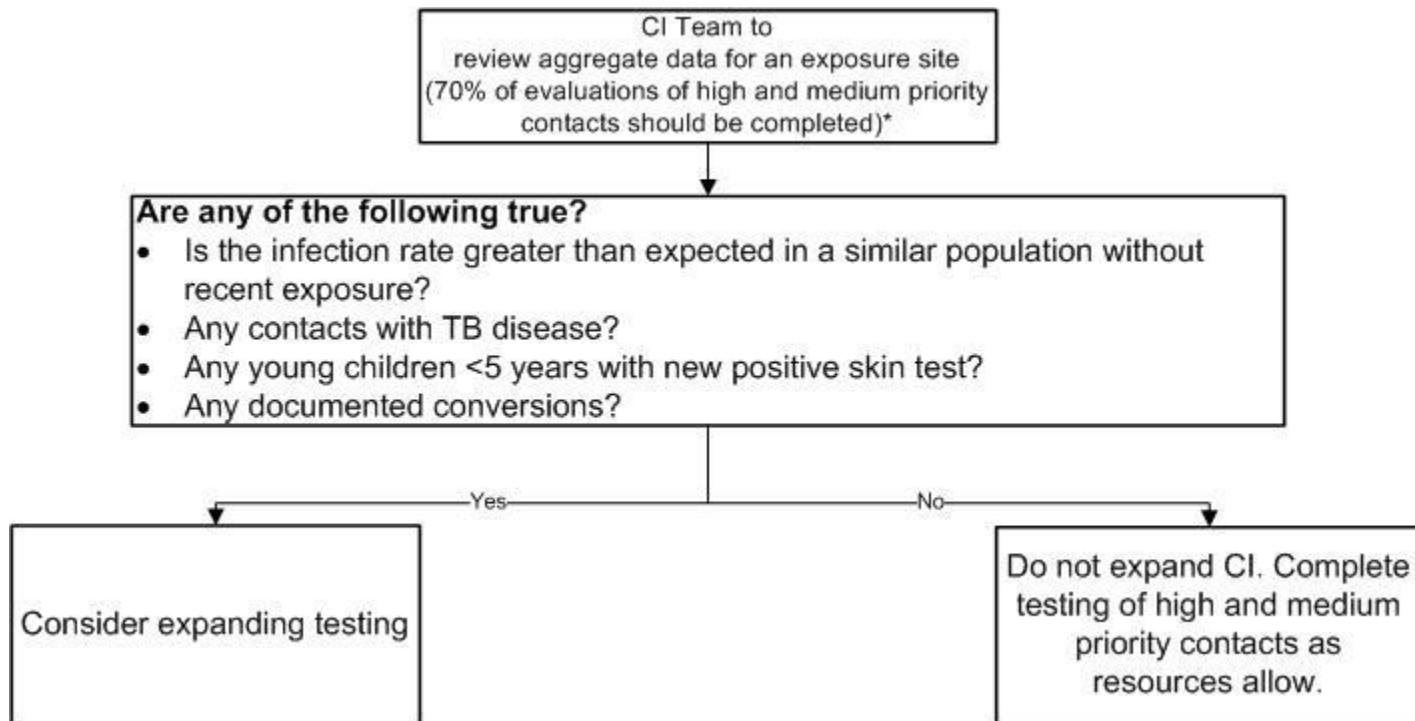 CI Team to
review aggregate data for an exposure site
(70% of evaluations of high and medium priority
contacts should be completed)*
Are any of the following true?
• Is the infection rate greater than expected in a similar population without
recent exposure?
• Any contacts with TB disease?
• Any young children <5 years with new positive skin test?
• Any documented conversions?
Yes
No
Consider expanding testing
Do not expand CI. Complete
testing of high and medium
priority contacts as
resources allow.